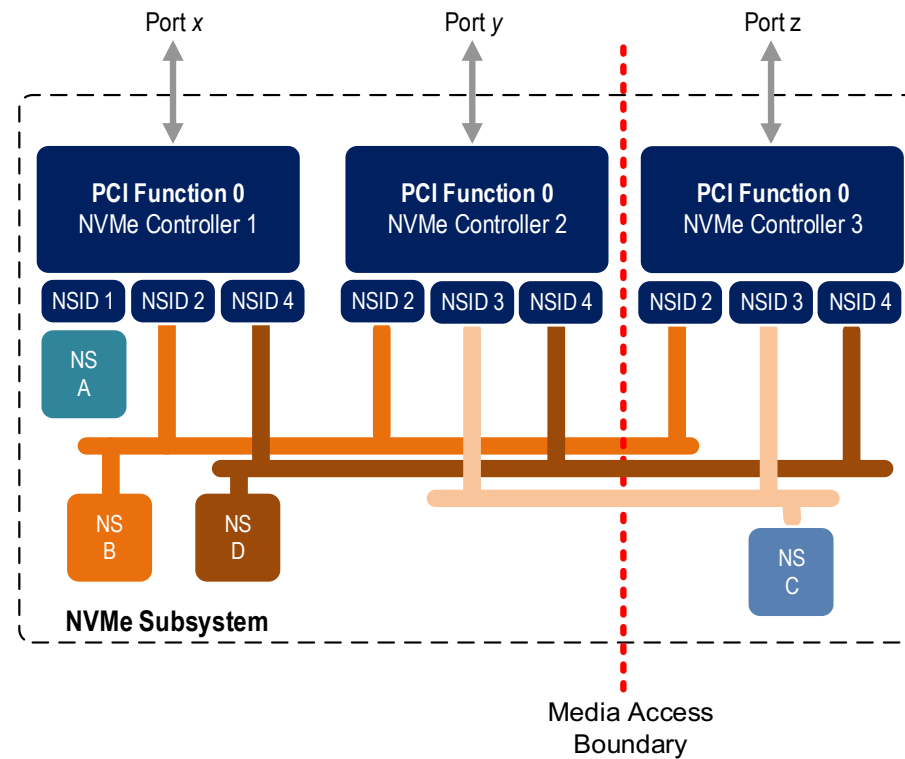 Port x
Port y
Port z
PCI Function 0
NVMe Controller 1
PCI Function 0
NVMe Controller 2
PCI Function 0
NVMe Controller 3
NSID 1
NSID 2
NSID 4
NSID 2
NSID 3
NSID 4
NSID 2
NSID 3
NSID 4
NS
A
NS
B
NS
D
NS
C
NVMe Subsystem
Media Access
Boundary